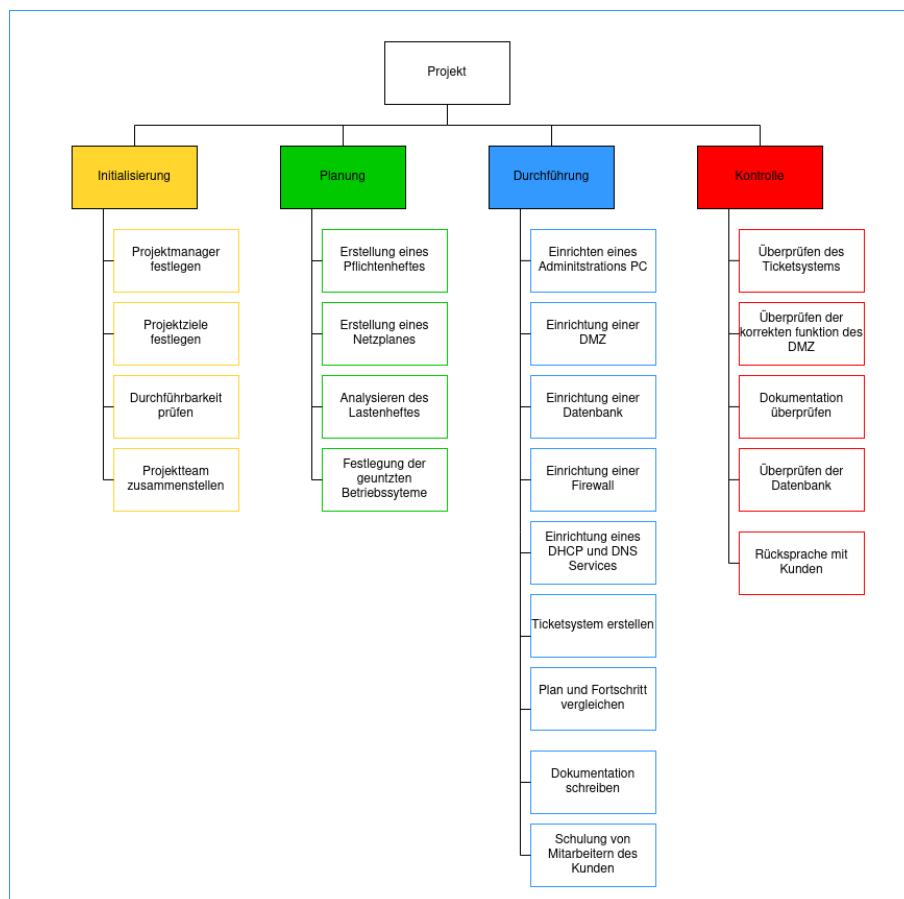 Projekt
Initialisierung
Projektmanager
festlegen
Projektziele
festlegen
Durchführbarkeit
prüfen
Projektteam
zusammenstellen
Planung
Erstellung eines
Pflichtenheftes
Erstellung eines
Netzplanes
Analysieren des
Lastenheftes
Festlegung der
geuntzten
Betriebssyteme
Durchführung
Einrichten eines
Adminitstrations PC
Einrichtung einer
DMZ
Einrichtung einer
Datenbank
Einrichtung einer
Firewall
Einrichtung eines
DHCP und DNS
Services
Ticketsystem erstellen
Plan und Fortschritt
vergleichen
Dokumentation
schreiben
Schulung von
Mitarbeitern des
Kunden
Kontrolle
Überprüfen des
Ticketsystems
Überprüfen der
korrekten funktion des
DMZ
Dokumentation
überprüfen
Überprüfen der
Datenbank
Rücksprache mit
Kunden